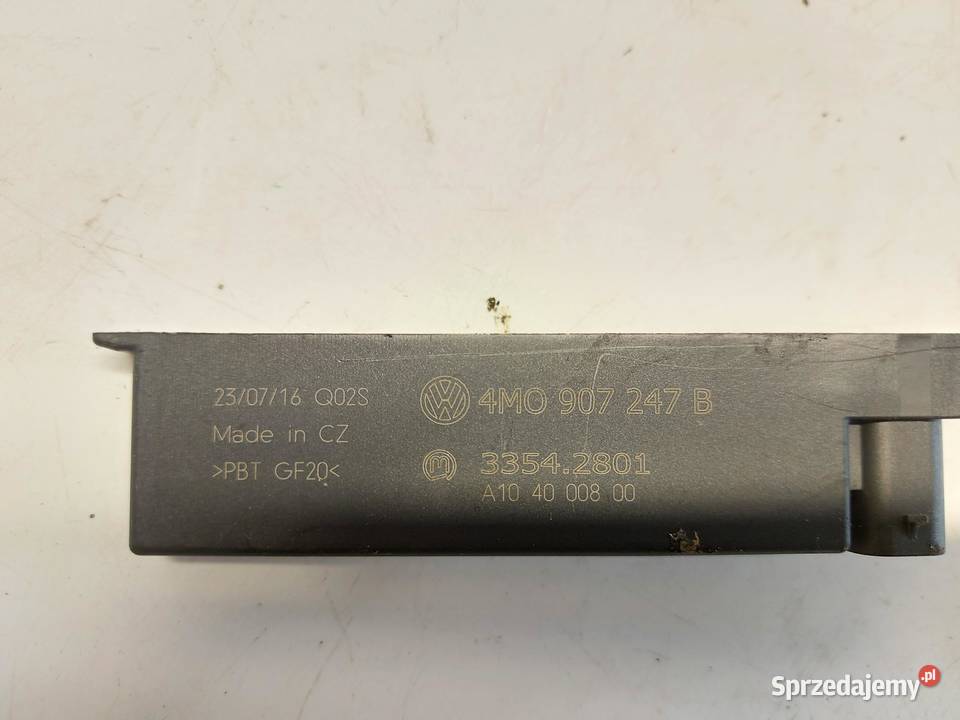 23/07/16 Q02S
Made in CZ
>PBT GF20<
4M0 907 247 B
3354.2801
A10 40 008 00
Sprzedajemy.pl